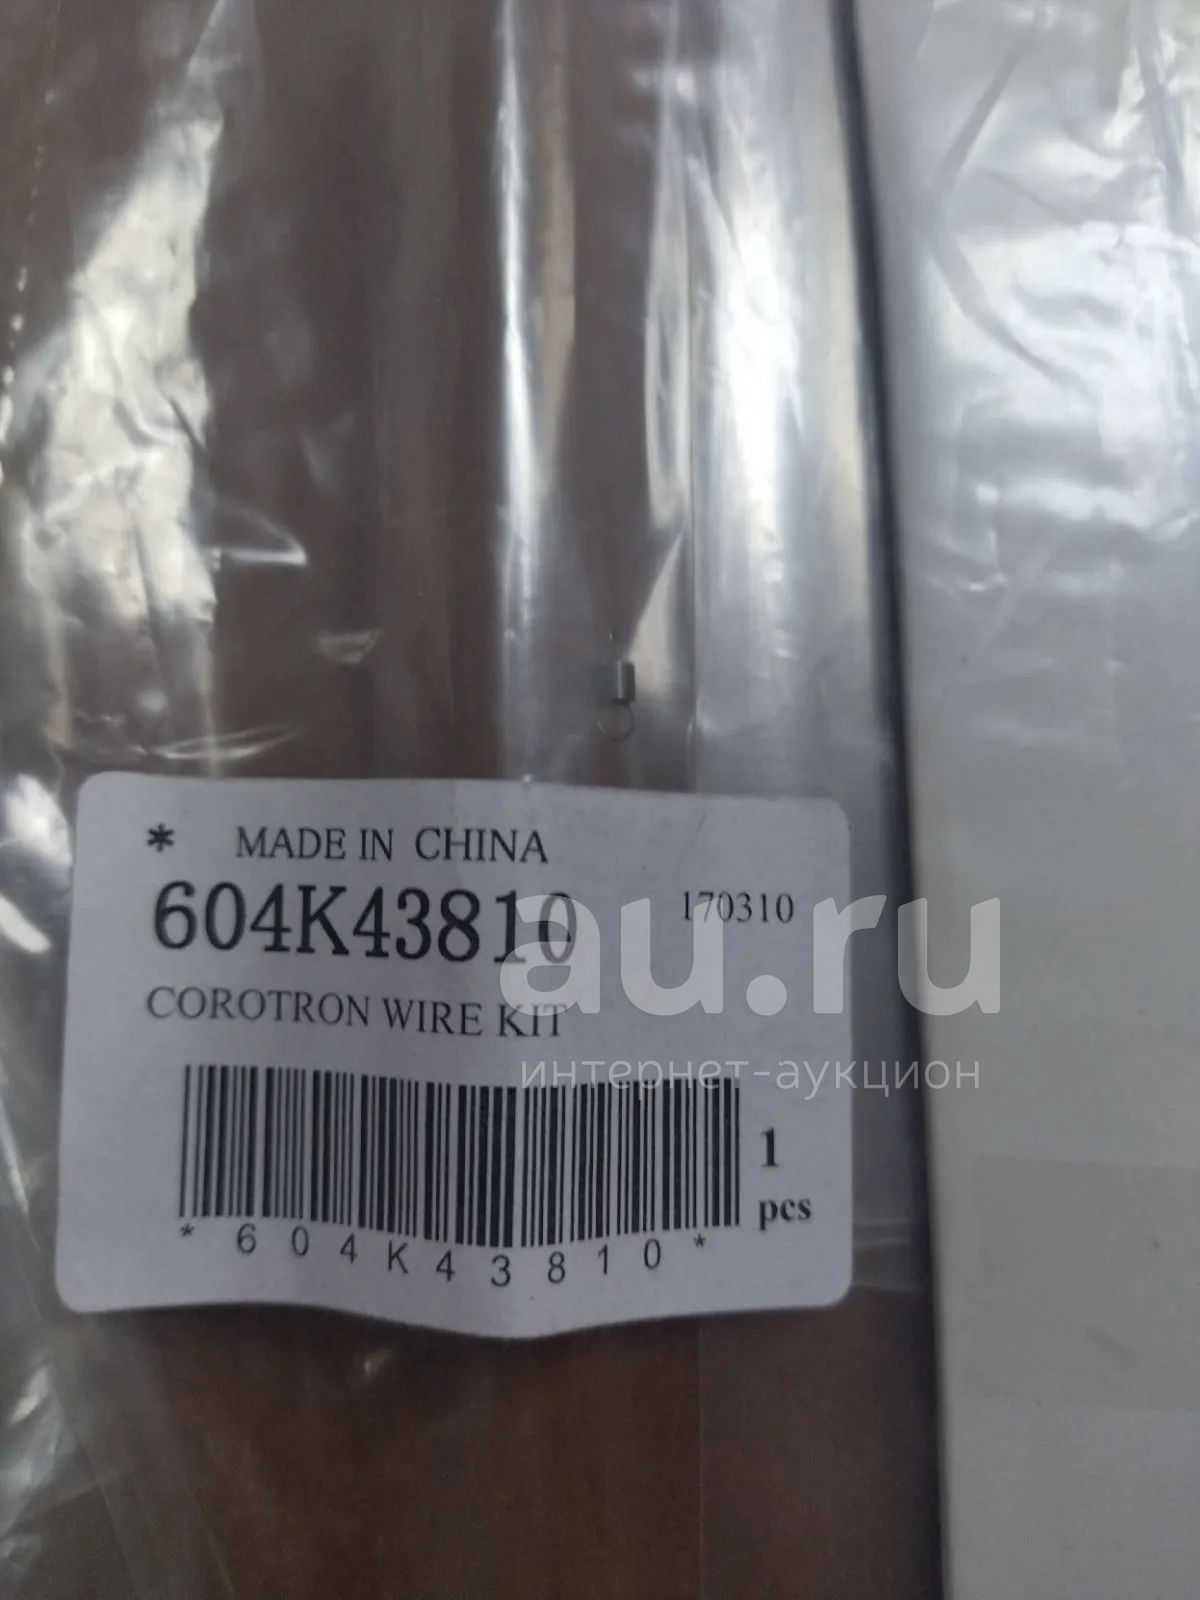 * MADE IN CHINA
604K43810 170310
COROTRON WIRE KIT
1
pcs
*604K43810*
au.ru
интернет-аукцион